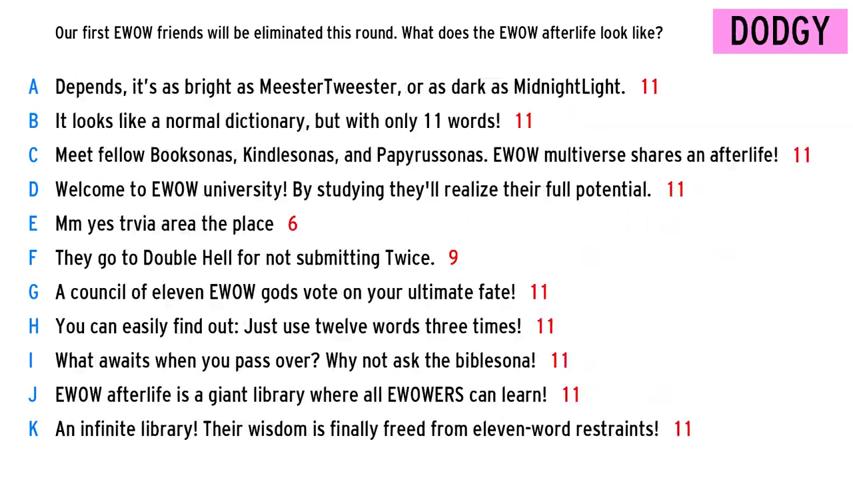 Our first EWOW friends will be eliminated this round. What does the EWOW afterlife look like?
DODGY
A Depends, it's as bright as MeesterTweester, or as dark as MidnightLight. 11
B It looks like a normal dictionary, but with only 11 words! 11
C Meet fellow Booksonas, Kindlesonas, and Papyrussonas. EWOW multiverse shares an afterlife! 11
D Welcome to EWOW university! By studying they'll realize their full potential. 11
E Mm yes trvia area the place 6
F They go to Double Hell for not submitting Twice. 9
G A council of eleven EWOW gods vote on your ultimate fate! 11
H You can easily find out: Just use twelve words three times! 11
I What awaits when you pass over? Why not ask the biblesona! 11
J EWOW afterlife is a giant library where all EWOWERS can learn! 11
K An infinite library! Their wisdom is finally freed from eleven-word restraints! 11